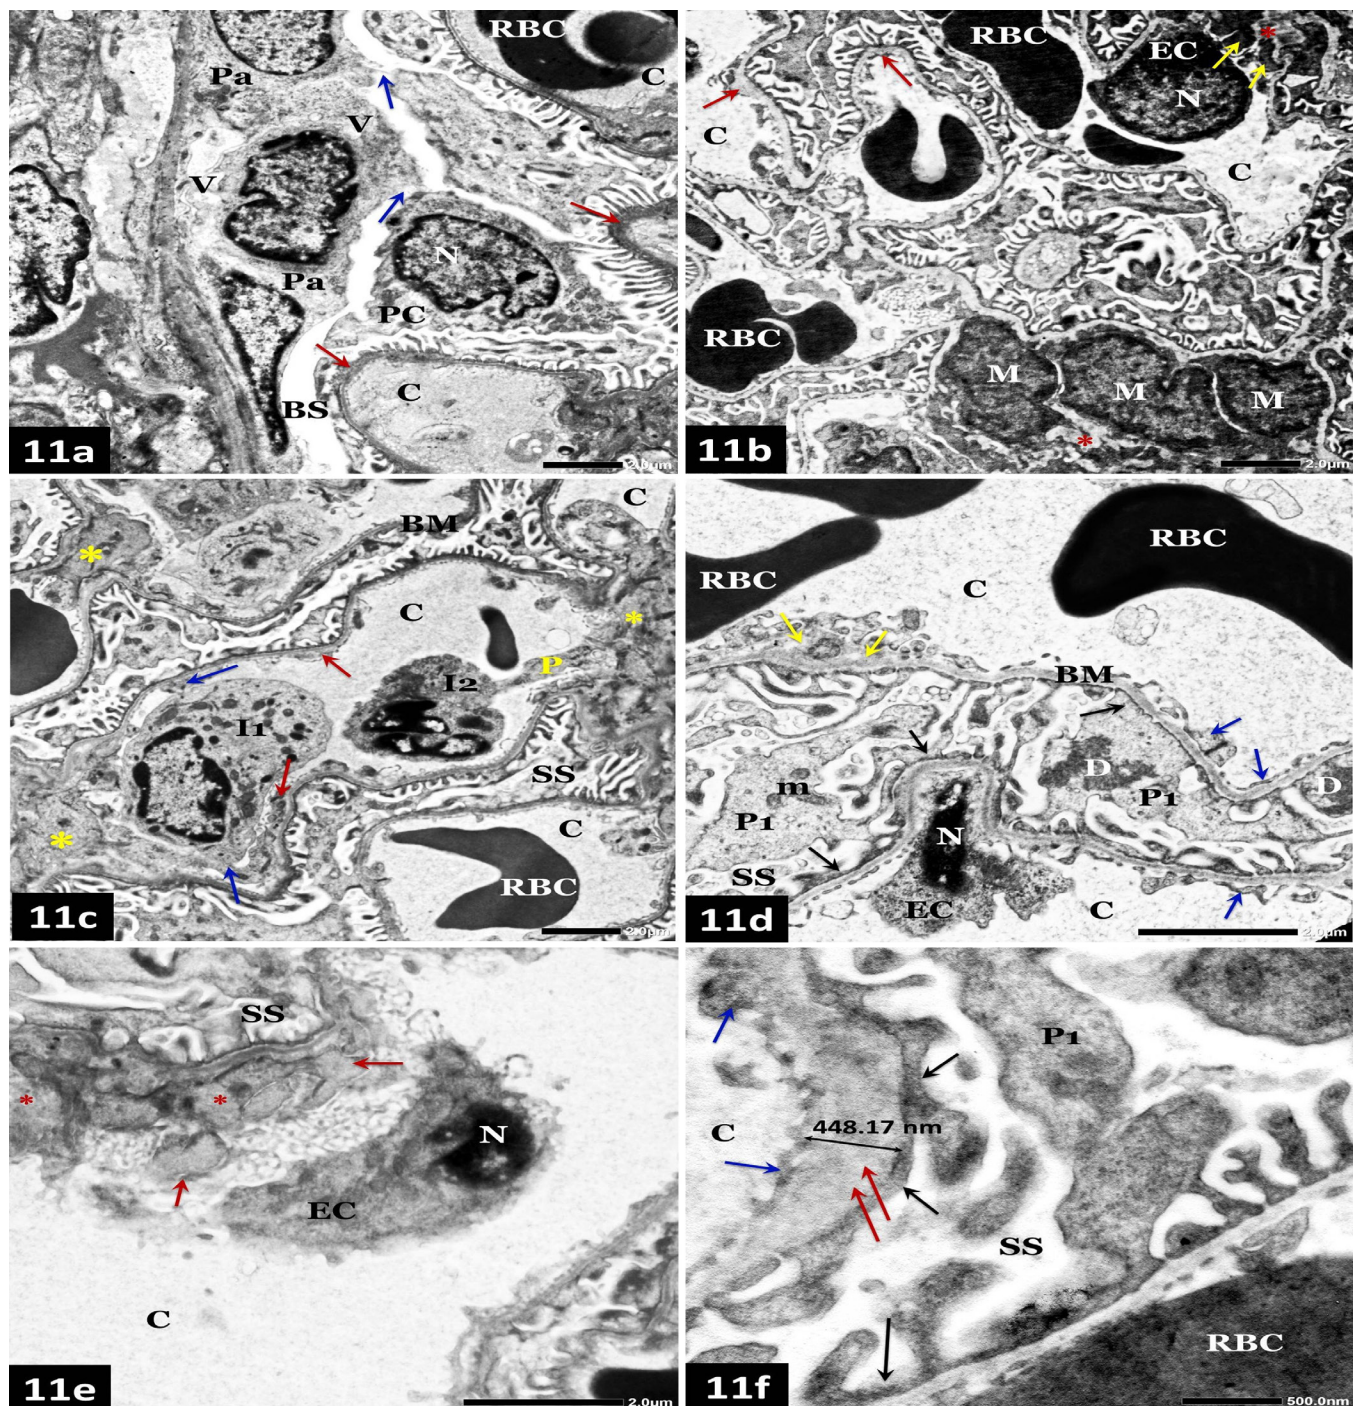 RBC
Pa
C
V
V
N
Pa
PC
C
BS
11a
2.0µm
RBC
EC
*
N
C
C
RBC
M
M
M
*
11b
2.0µm
C
BM
*
C
*
P
I2
I1
SS
C
*
RBC
11c
2.0µm
RBC
RBC
C
BM
D
m
P1
P1
D
N
SS
EC
C
11d
2.0µm
SS
*
*
N
EC
C
11e
2.0µm
P1
448.17 nm
C
SS
RBC
11f
500.0nm